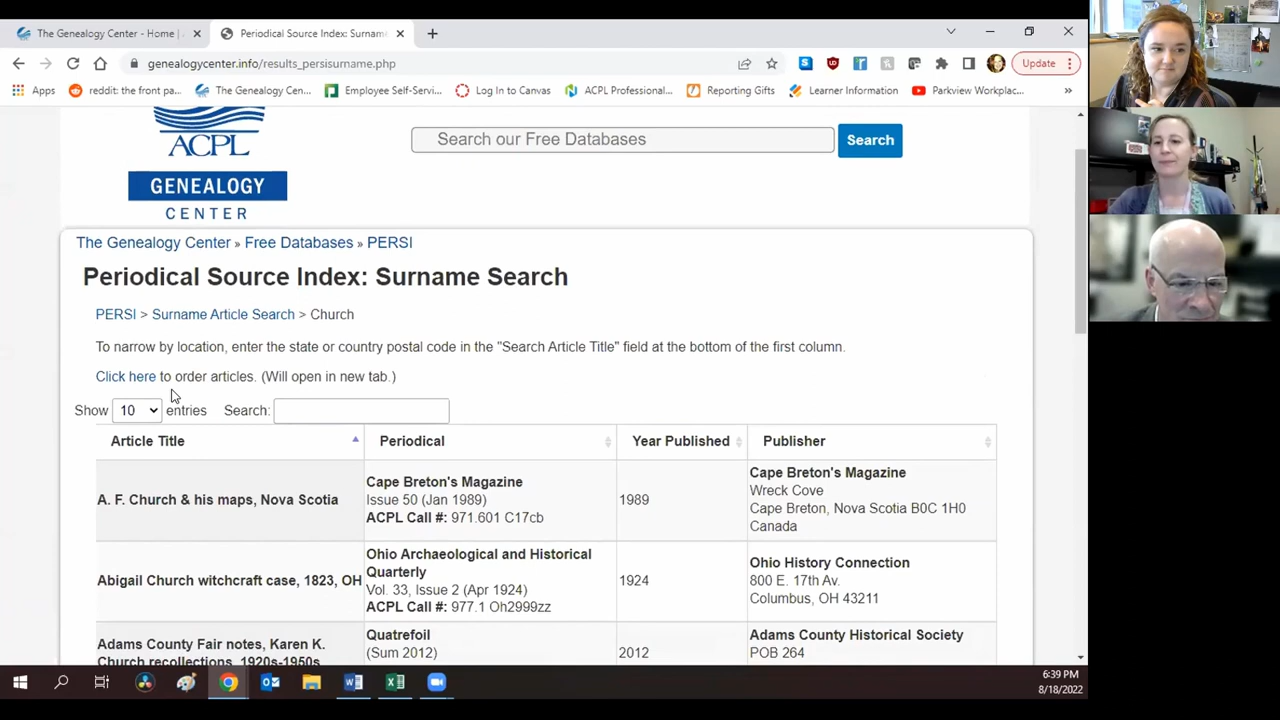 The Genealogy Center - Home |
Periodical Source Index: Surnam
genealogycenter.info/results_persisurname.php
Update
Apps
reddit: the front pa...
The Genealogy Cen...
Employee Self-Servi...
Log In to Canvas
ACPL Professional...
Reporting Gifts
Learner Information
Parkview Workplac...
»
ACPL
GENEALOGY
CENTER
Search our Free Databases
Search
The Genealogy Center » Free Databases » PERSI
Periodical Source Index: Surname Search
PERSI > Surname Article Search > Church
To narrow by location, enter the state or country postal code in the "Search Article Title" field at the bottom of the first column.
Click here to order articles. (Will open in new tab.)
Show 10 entries Search:
Article Title Periodical Year Published Publisher
A. F. Church & his maps, Nova Scotia
Cape Breton's Magazine
Issue 50 (Jan 1989)
ACPL Call #: 971.601 C17cb
1989
Cape Breton's Magazine
Wreck Cove
Cape Breton, Nova Scotia B0C 1H0
Canada
Abigail Church witchcraft case, 1823, OH
Ohio Archaeological and Historical
Quarterly
Vol. 33, Issue 2 (Apr 1924)
ACPL Call #: 977.1 Oh2999zz
1924
Ohio History Connection
800 E. 17th Av.
Columbus, OH 43211
Adams County Fair notes, Karen K.
Church recollections, 1920s-1950s
Quatrefoil
(Sum 2012)
2012
Adams County Historical Society
POB 264
6:39 PM
8/18/2022